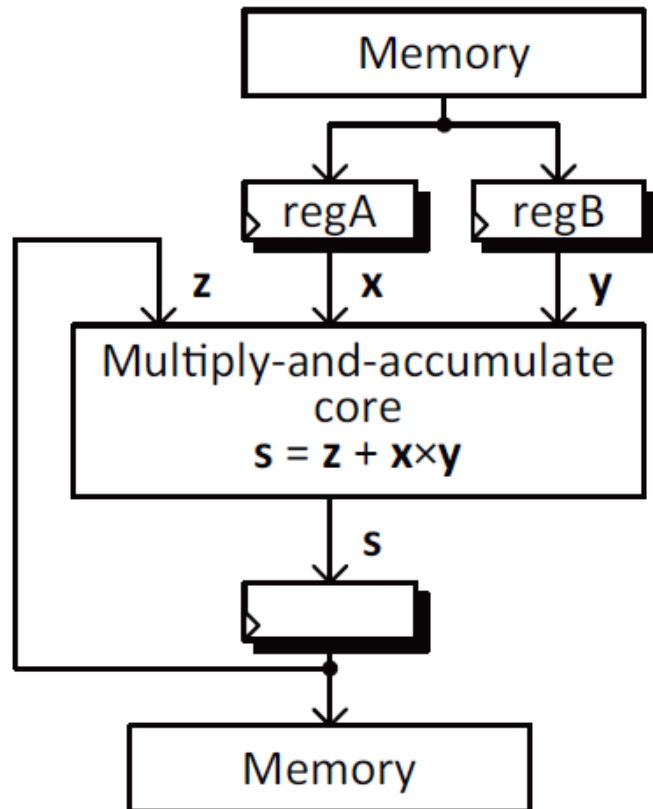 Memory
regA
regB
z
x
y
Multiply-and-accumulate
core
s = z + x×y
s
Memory